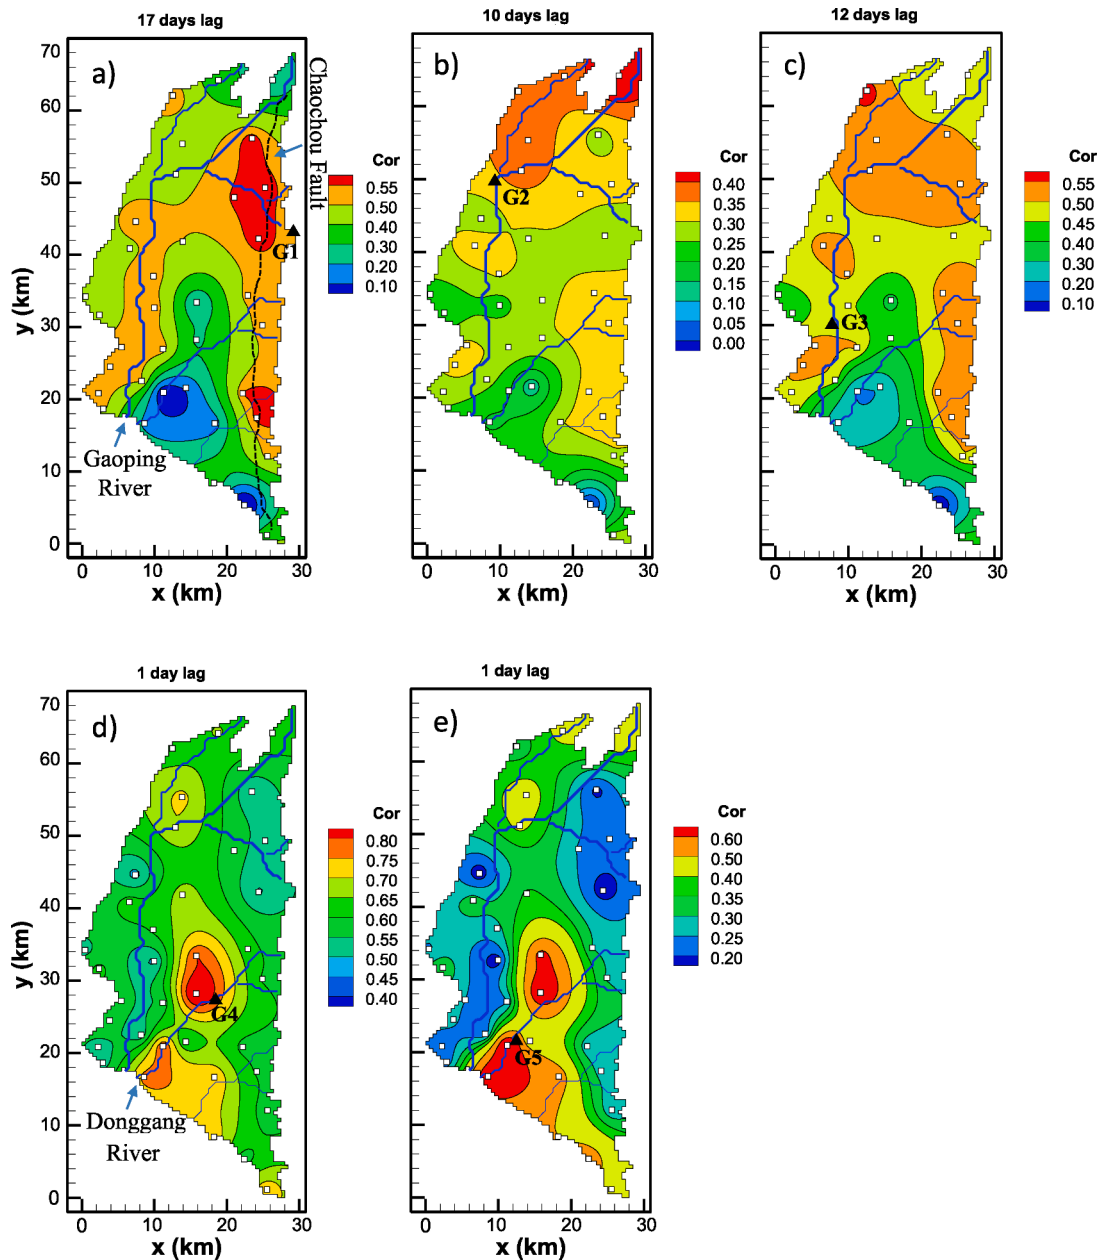 17 days lag
10 days lag
12 days lag
a)
b)
c)
Chaochou Fault
G1
G2
G3
Gaoping
River
Cor
0.55
0.50
0.40
0.30
0.20
0.10
Cor
0.40
0.35
0.30
0.25
0.20
0.15
0.10
0.05
0.00
Cor
0.55
0.50
0.45
0.40
0.30
0.20
0.10
y (km)
70
60
50
40
30
20
10
0
0 10 20 30
x (km)
0 10 20 30
x (km)
0 10 20 30
x (km)
1 day lag
1 day lag
d)
e)
G4
G5
Donggang
River
Cor
0.80
0.75
0.70
0.65
0.60
0.55
0.50
0.45
0.40
Cor
0.60
0.50
0.40
0.35
0.30
0.25
0.20
y (km)
70
60
50
40
30
20
10
0
0 10 20 30
x (km)
0 10 20 30
x (km)